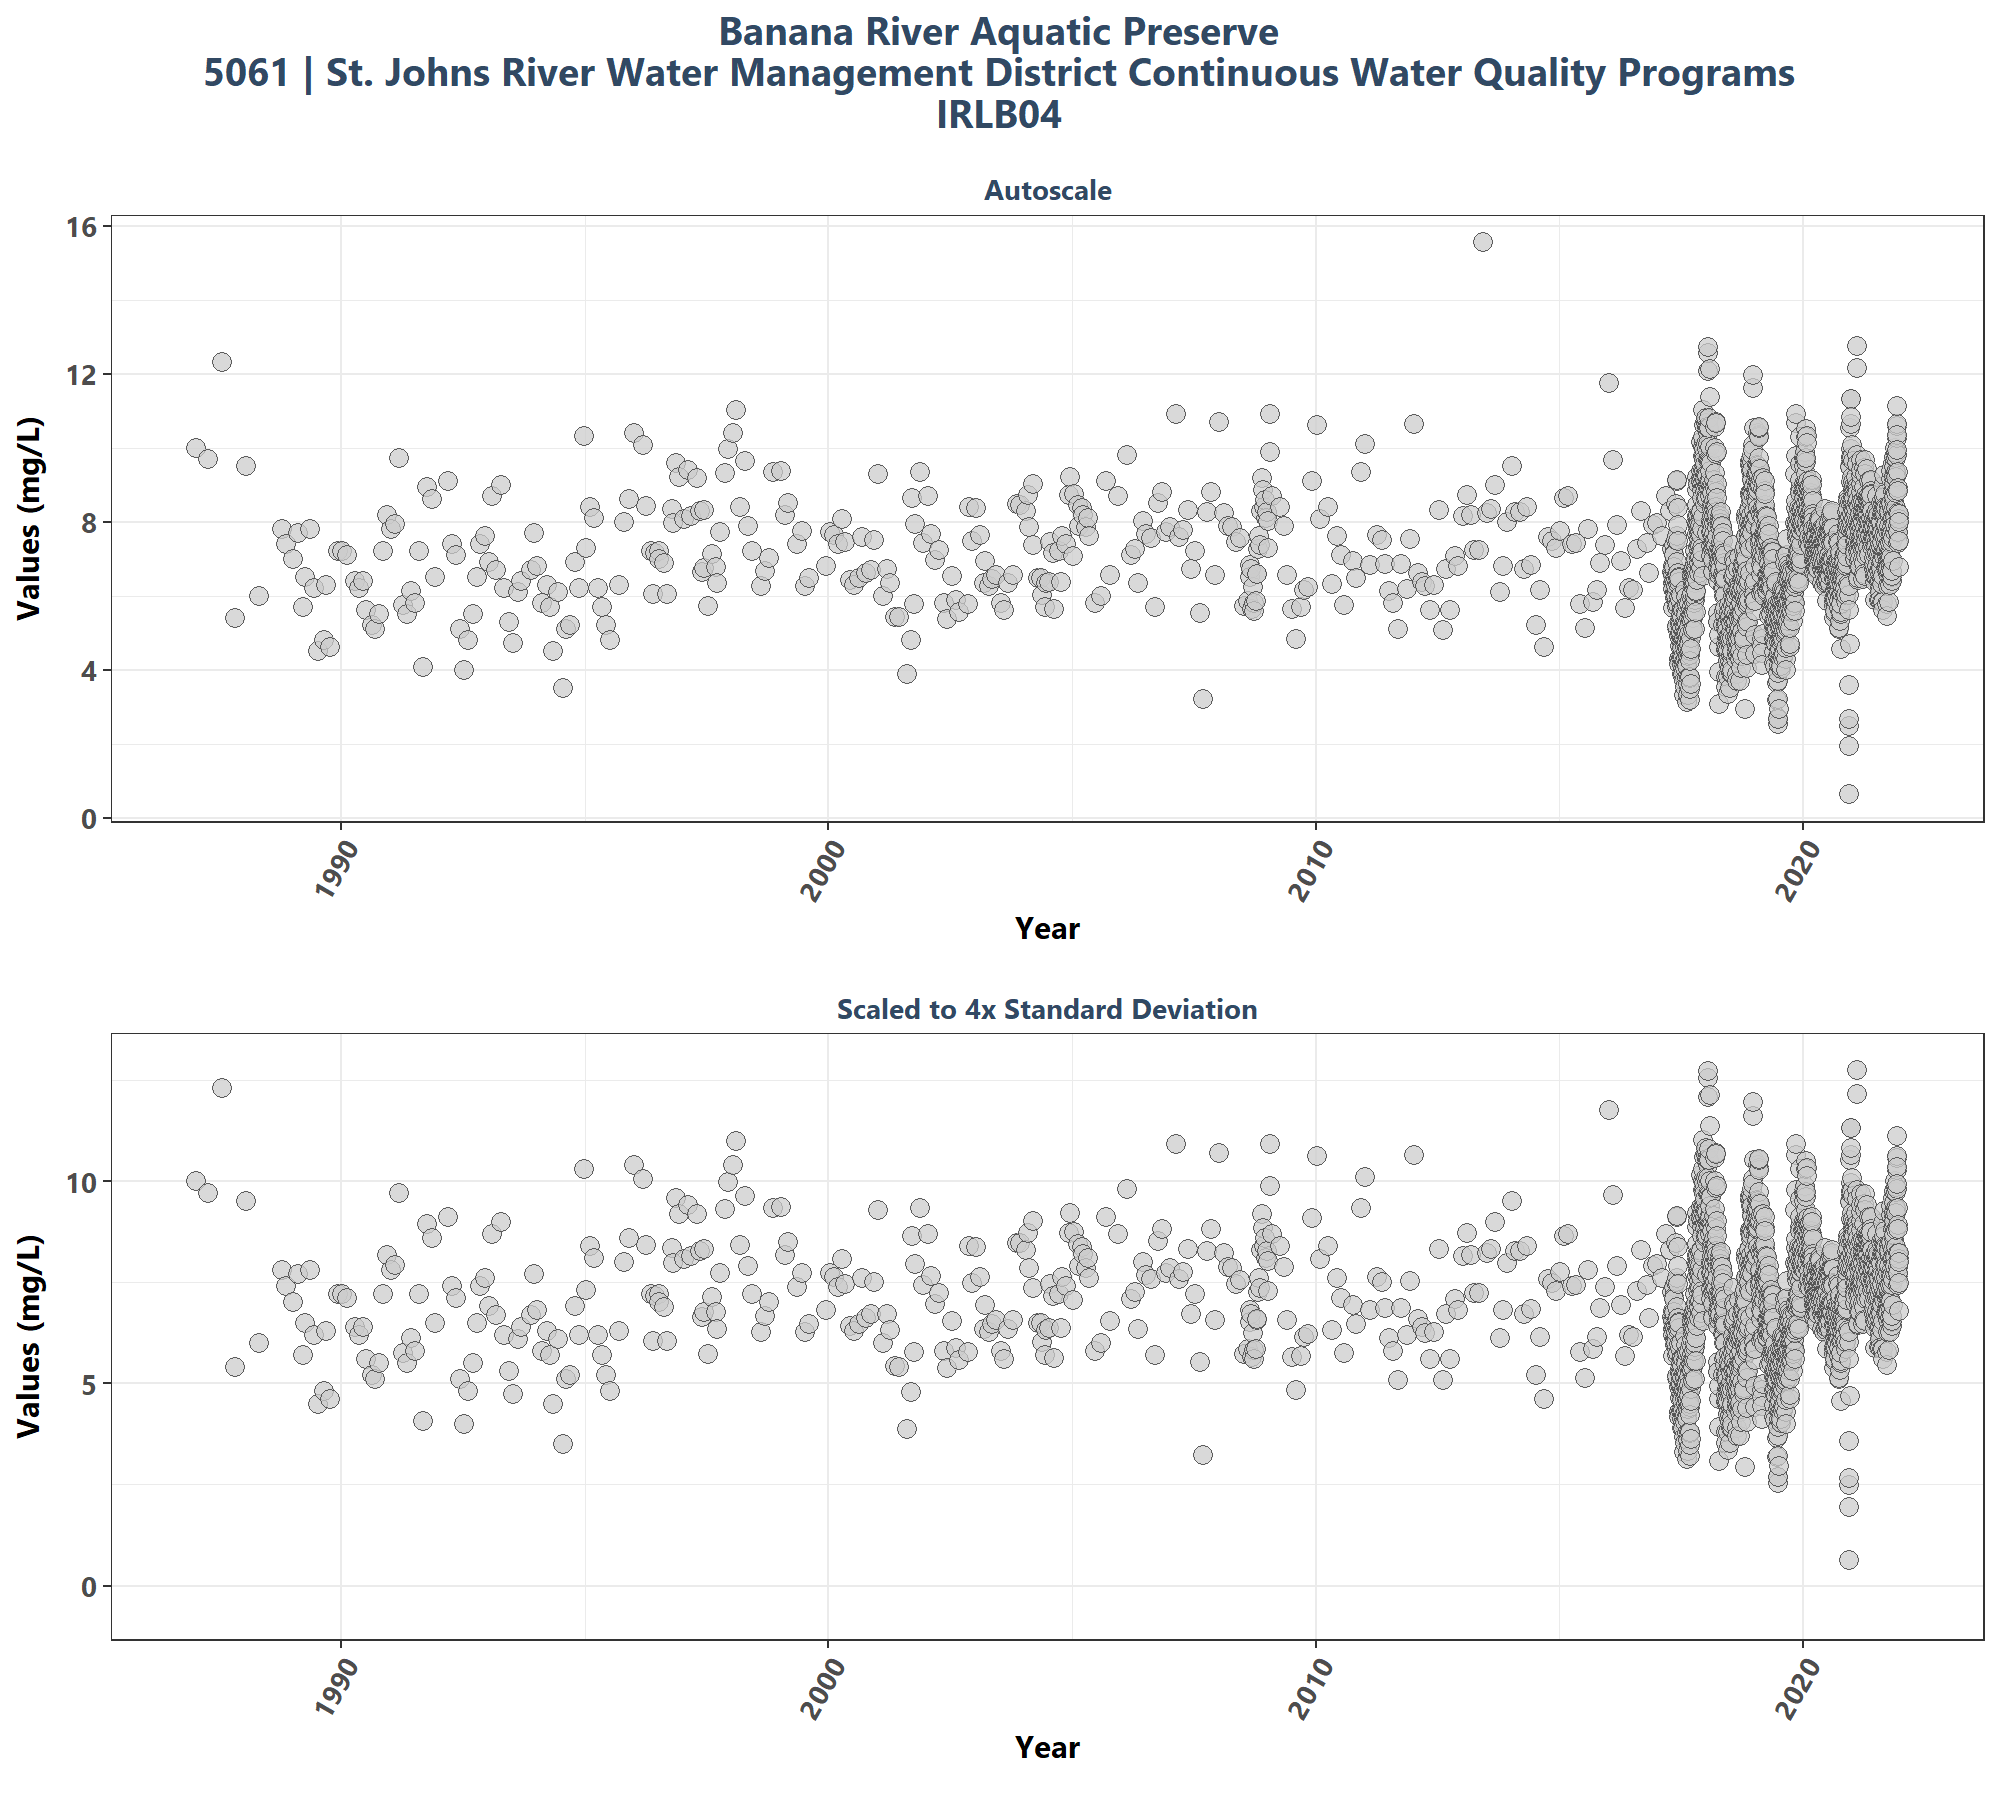 Banana River Aquatic Preserve
5061 | St. Johns River Water Management District Continuous Water Quality Programs
IRLB04
Autoscale
Values (mg/L)
16
12
8
4
0
1990
2000
2010
2020
Year
Scaled to 4x Standard Deviation
Values (mg/L)
10
5
0
1990
2000
2010
2020
Year